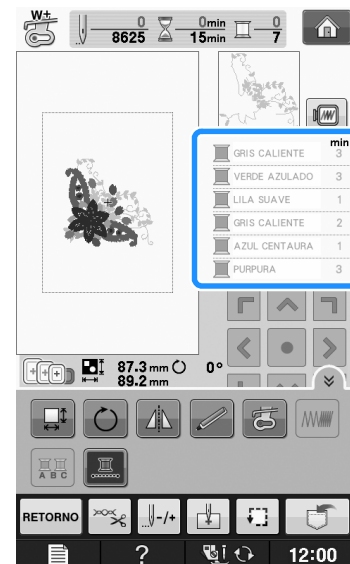 W+ 0 0min 0
8625 15min 7
min
GRIS CALIENTE 3
VERDE AZULADO 3
LILA SUAVE 1
GRIS CALIENTE 2
AZUL CENTAURA 1
PURPURA 3
87.3 mm 0°
89.2 mm
A B C
RETORNO -/+
? 12:00